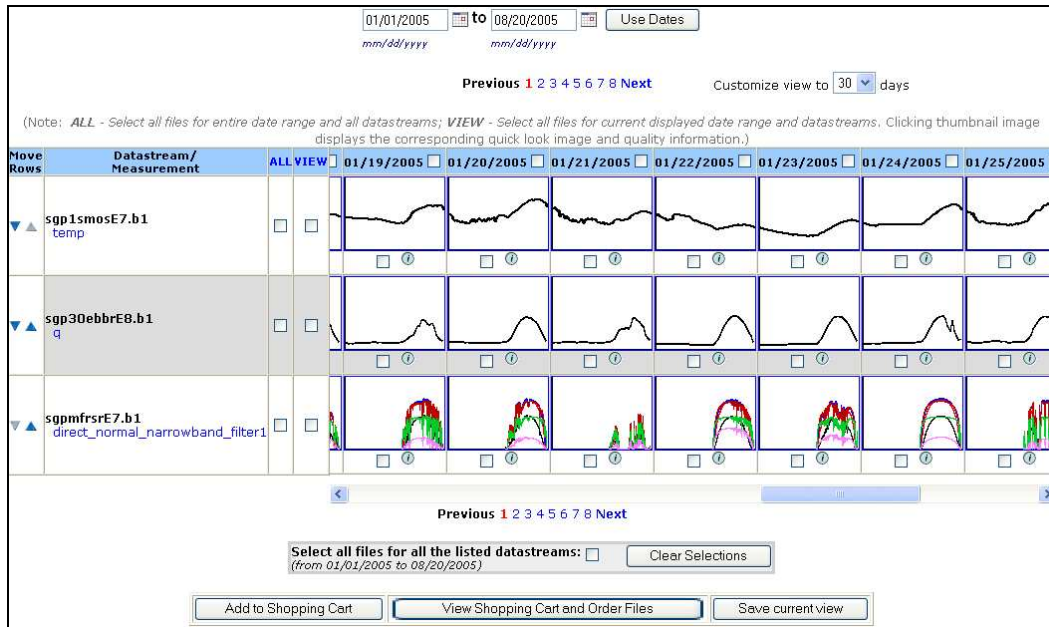 01/01/2005 to 08/20/2005 Use Dates
mm/dd/yyyy mm/dd/yyyy
Previous 1 2 3 4 5 6 7 8 Next Customize view to 30 days
(Note: ALL - Select all files for entire date range and all datastreams; VIEW - Select all files for current displayed date range and datastreams. Clicking thumbnail image
displays the corresponding quick look image and quality information.)
Move Rows Datastream/ Measurement ALL VIEW 01/19/2005 01/20/2005 01/21/2005 01/22/2005 01/23/2005 01/24/2005 01/25/2005
sgp1smosE7.b1
temp
i i i i i i i
sgp30ebbrE8.b1
q
i i i i i i i
sgpmfrsrE7.b1
direct_normal_narrowband_filter1
i i i i i i i
Previous 1 2 3 4 5 6 7 8 Next
Select all files for all the listed datastreams: Clear Selections
(from 01/01/2005 to 08/20/2005)
Add to Shopping Cart View Shopping Cart and Order Files Save current view